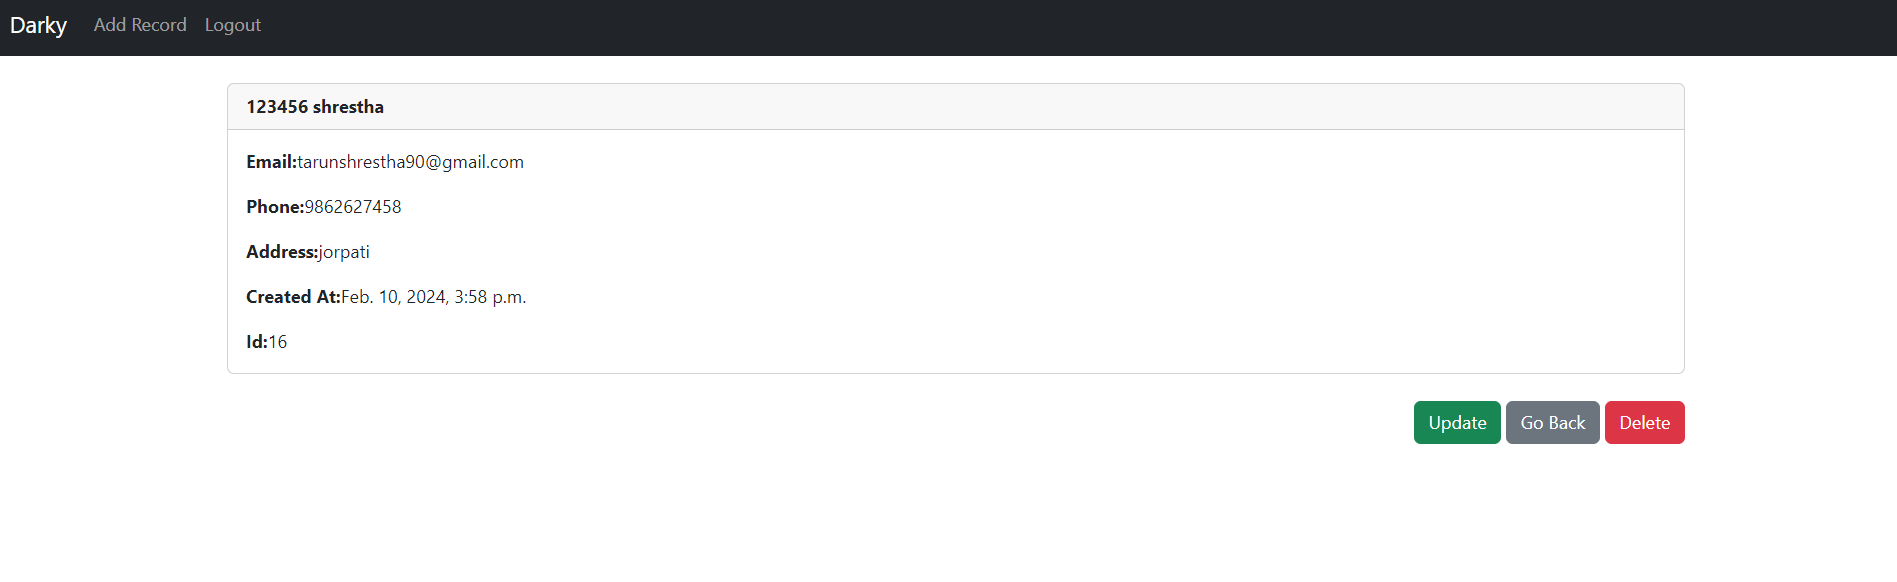 Darky Add Record Logout
123456 shrestha
Email:tarunshrestha90@gmail.com
Phone:9862627458
Address:jorpati
Created At:Feb. 10, 2024, 3:58 p.m.
Id:16
Update Go Back Delete